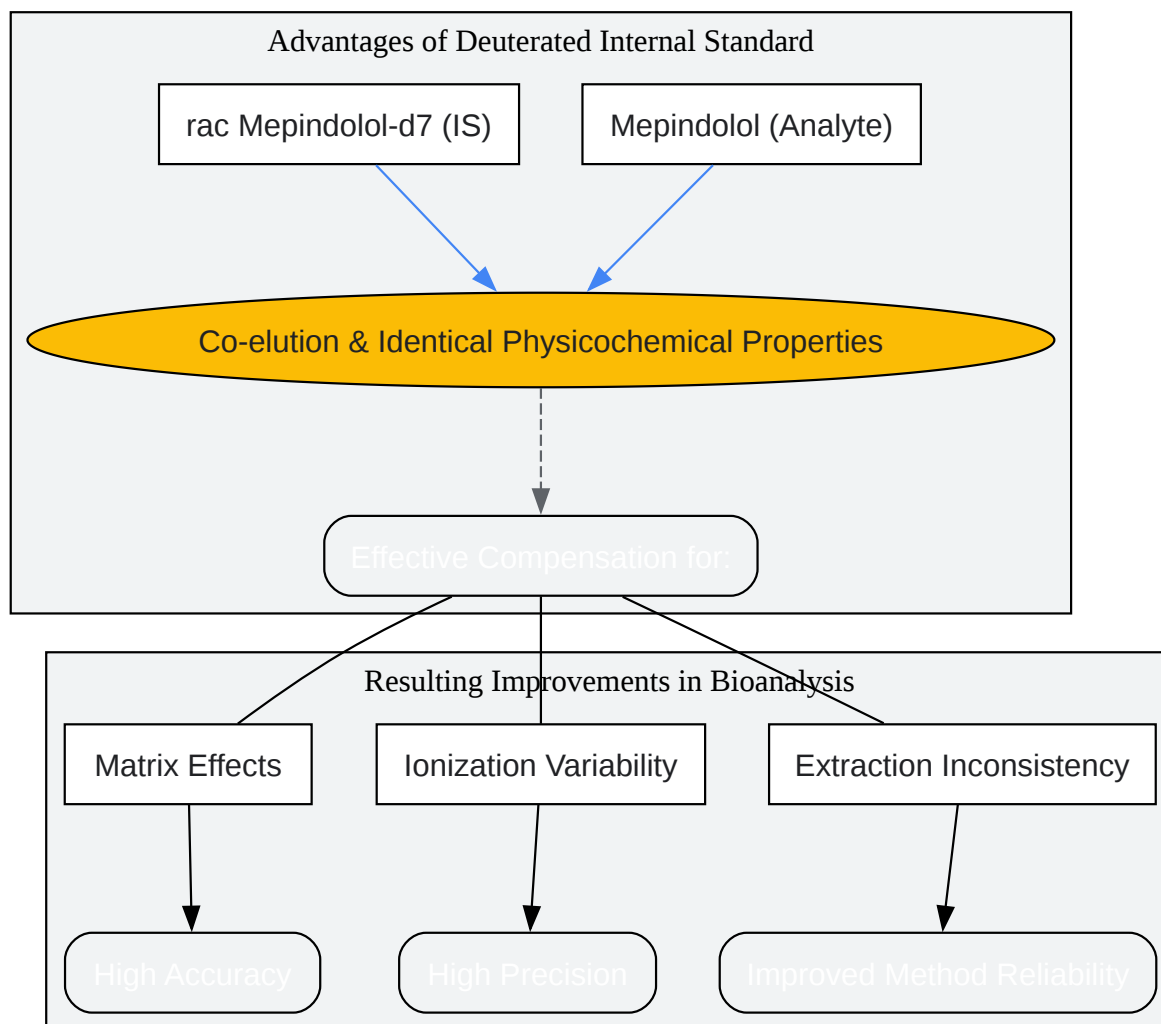 Advantages of Deuterated Internal Standard
rac Mepindolol-d7 (IS)
Mepindolol (Analyte)
Co-elution & Identical Physicochemical Properties
Effective Compensation for:
Resulting Improvements in Bioanalysis
Matrix Effects
Ionization Variability
Extraction Inconsistency
High Accuracy
High Precision
Improved Method Reliability